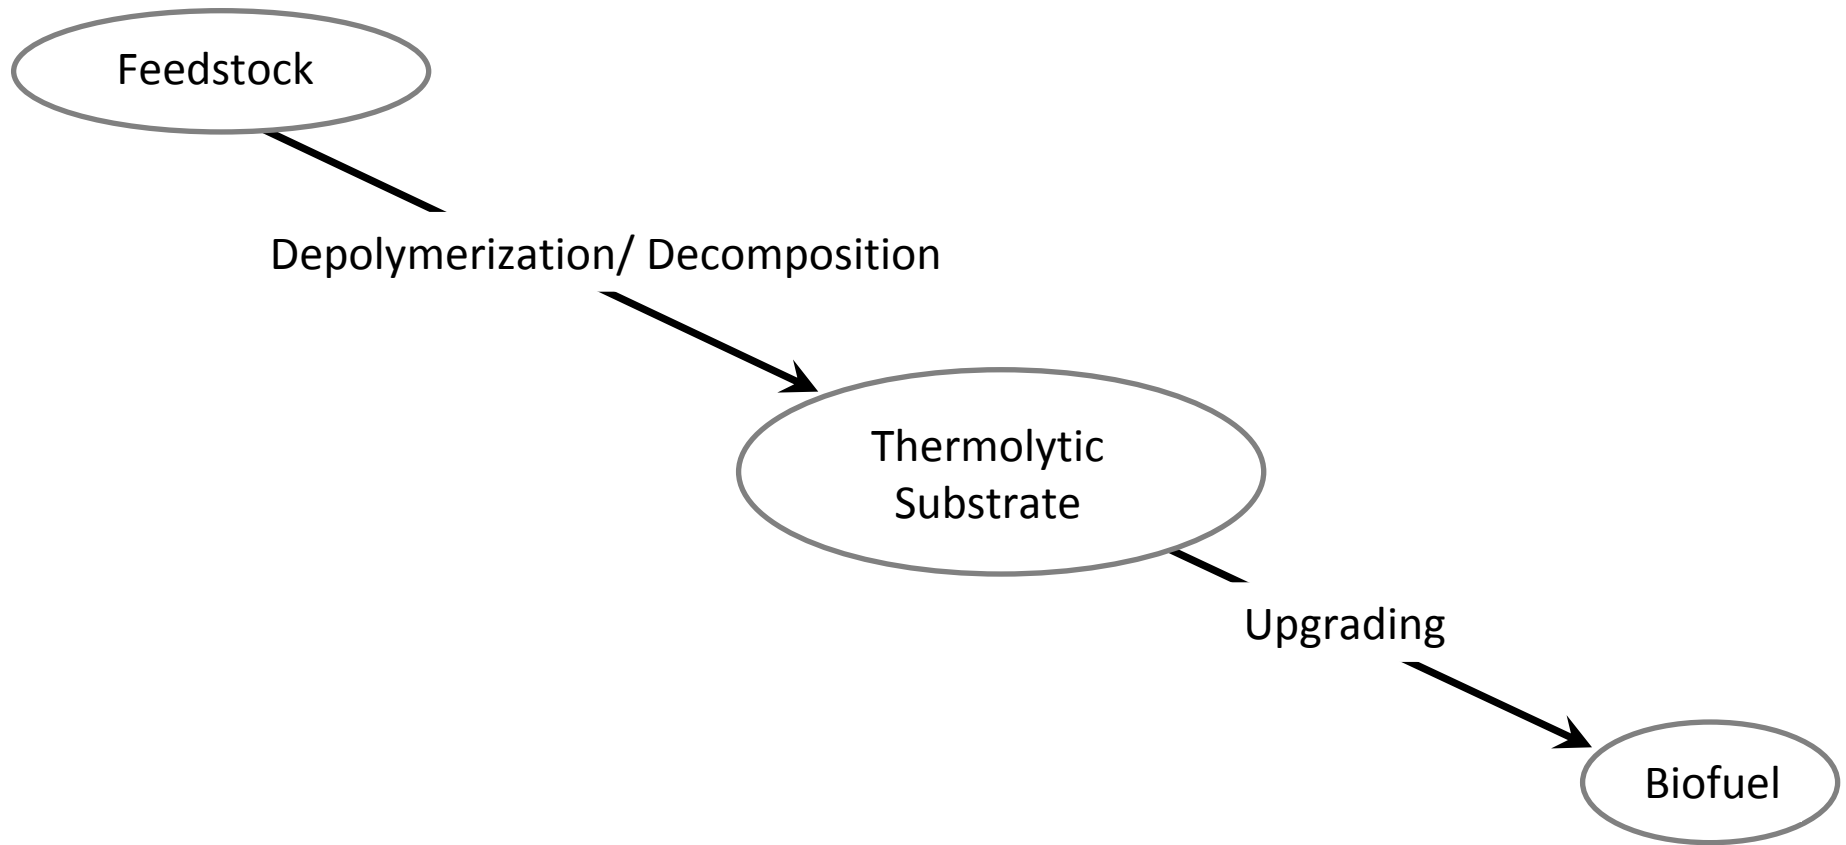 Feedstock
Depolymerization/ Decomposition
Thermolytic
Substrate
Upgrading
Biofuel